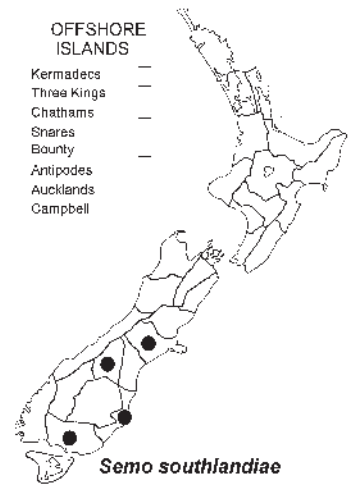 OFFSHORE
ISLANDS
Kermadecs
Three Kings
Chathams
Snares
Bounty
Antipodes
Aucklands
Campbell
Semo southlandiae